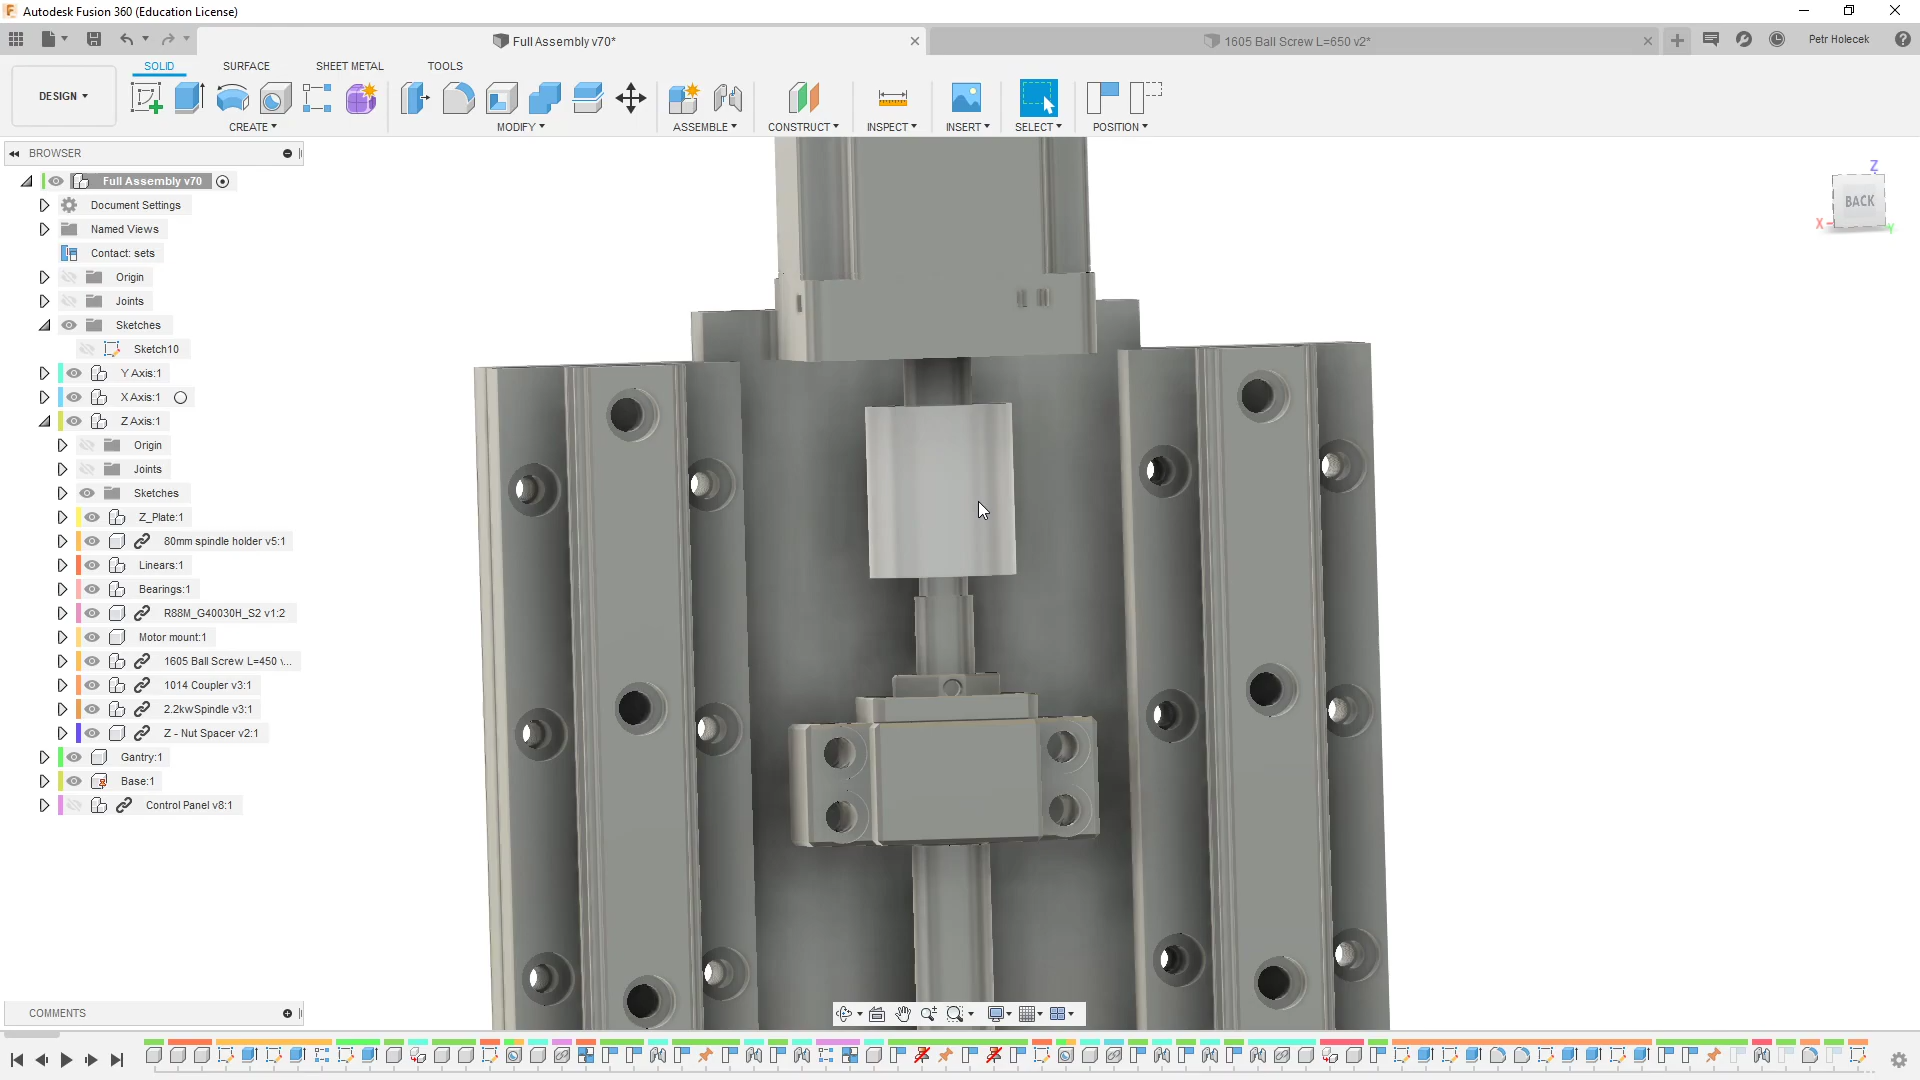 Autodesk Fusion 360 (Education License)
Full Assembly v70*
1605 Ball Screw L=650 v2*
Petr Holecek
DESIGN
SOLID
SURFACE
SHEET METAL
TOOLS
CREATE
MODIFY
ASSEMBLE
CONSTRUCT
INSPECT
INSERT
SELECT
POSITION
BROWSER
Full Assembly v70
Document Settings
Named Views
Contact: sets
Origin
Joints
Sketches
Sketch10
Y Axis:1
X Axis:1
Z Axis:1
Origin
Joints
Sketches
Z_Plate:1
80mm spindle holder v5:1
Linears:1
Bearings:1
R88M_G40030H_S2 v1:2
Motor mount:1
1605 Ball Screw L=450 v...
1014 Coupler v3:1
2.2kwSpindle v3:1
Z - Nut Spacer v2:1
Gantry:1
Base:1
Control Panel v8:1
Z
BACK
X
Y
COMMENTS